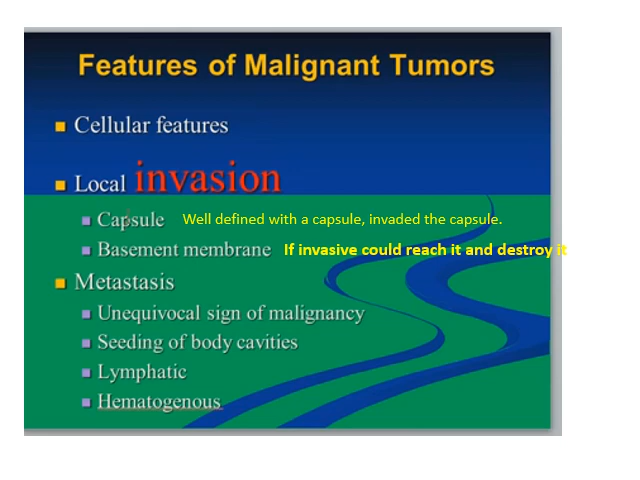 Features of Malignant Tumors
Cellular features
Local invasion
Capsule Well defined with a capsule, invaded the capsule.
Basement membrane If invasive could reach it and destroy it
Metastasis
Unequivocal sign of malignancy
Seeding of body cavities
Lymphatic
Hematogenous